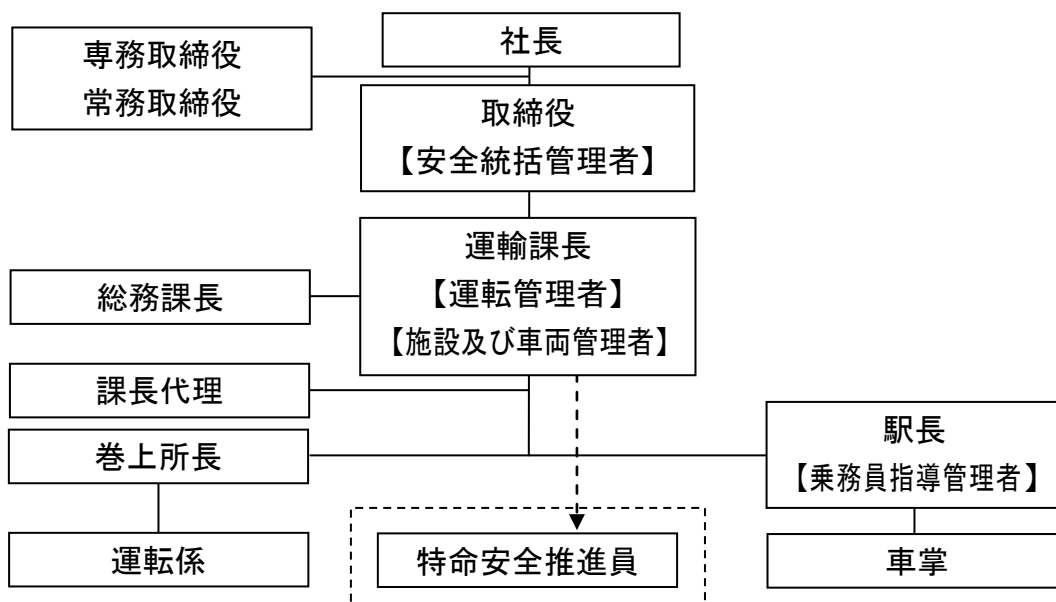 社長
専務取締役
常務取締役
取締役
【安全統括管理者】
運輸課長
【運転管理者】
【施設及び車両管理者】
総務課長
課長代理
巻上所長
駅長
【乗務員指導管理者】
運転係
特命安全推進員
車掌